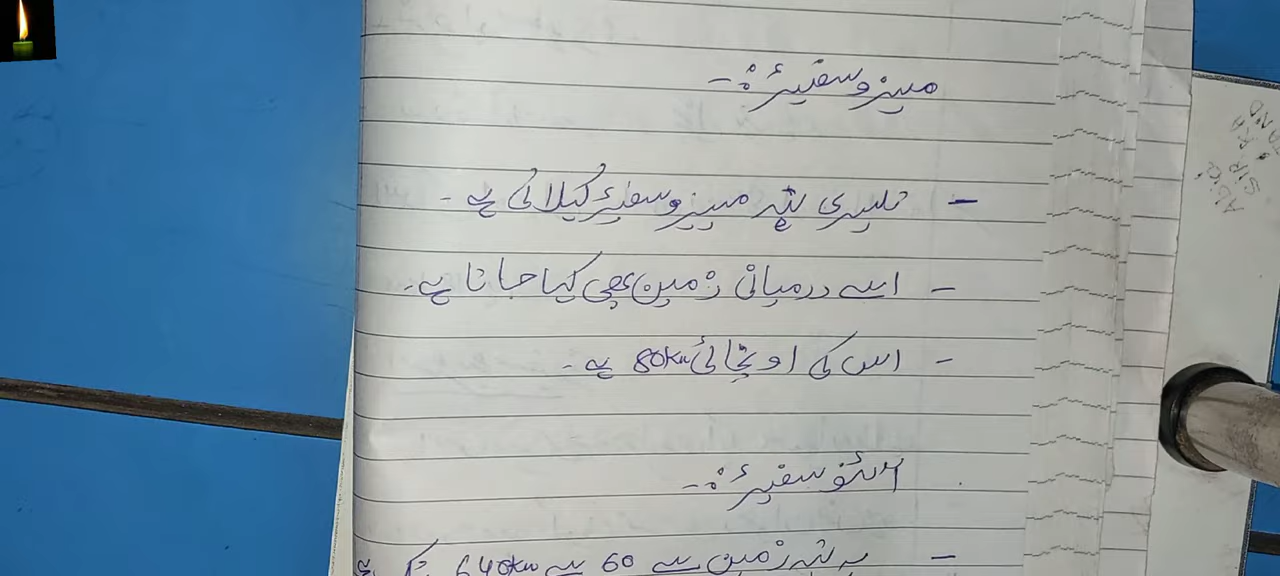 میزوسفیئر:۔
– تیسری تہہ میزوسفیئر کہلاتی ہے۔
– اسے درمیانی زمین بھی کہا جاتا ہے۔
– اس کی اونچائی 80km ہے۔
آئنوسفیئر:۔
– یہ تہہ زمین سے 60 سے 640km تک